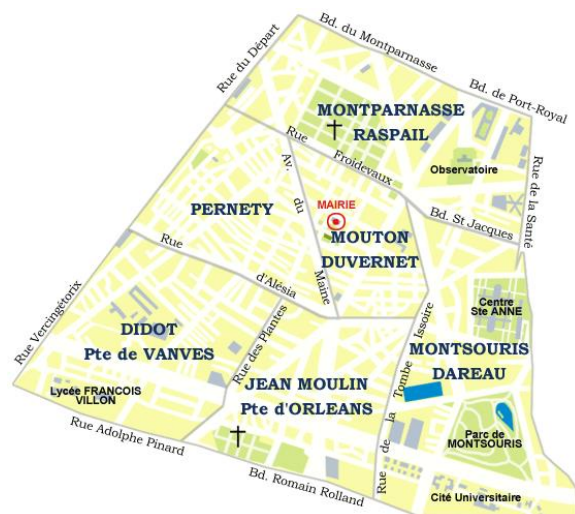 Bd. du Montparnasse
Rue du Départ
Bd. de Port-Royal
MONTPARNASSE
RASPAIL
Rue Froidevaux
Observatoire
Rue de la Santé
Av. du Maine
PERNETY
MAIRIE
Bd. St Jacques
MOUTON
DUVERNET
Rue d'Alésia
Rue Vercingétorix
Centre
Ste ANNE
DIDOT
Pte de VANVES
Rue des Plantes
Rue de la Tombe Issoire
MONTSOURIS
DAREAU
JEAN MOULIN
Pte d'ORLEANS
Lycée FRANCOIS
VILLON
Rue Adolphe Pinard
Parc de
MONTSOURIS
Bd. Romain Rolland
Cité Universitaire